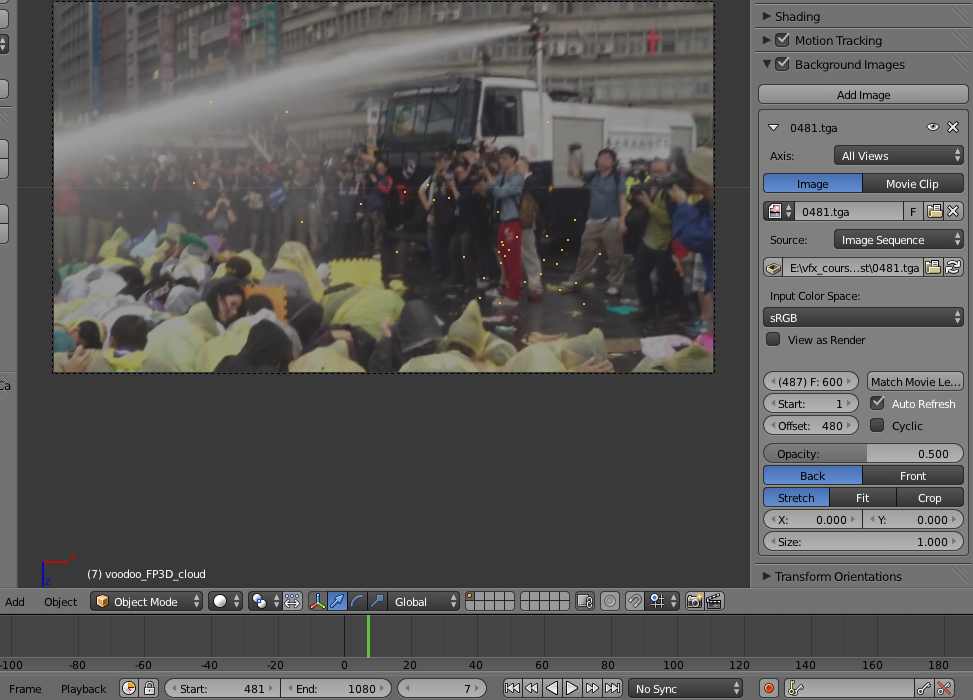 Shading
Motion Tracking
Background Images
Add Image
0481.tga
Axis: All Views
Image Movie Clip
0481.tga F
Source: Image Sequence
E:\vfx_cours...st\0481.tga
Input Color Space:
sRGB
View as Render
(487) F: 600 Match Movie Le...
Start: 1 Auto Refresh
Offset: 480 Cyclic
Opacity: 0.500
Back Front
Stretch Fit Crop
X: 0.000 Y: 0.000
Size: 1.000
Transform Orientations
Ca
x
z
(7) voodoo_FP3D_cloud
Add Object Object Mode Global
-100 -80 -60 -40 -20 0 20 40 60 80 100 120 140 160 180
Frame Playback Start: 481 End: 1080 7 No Sync